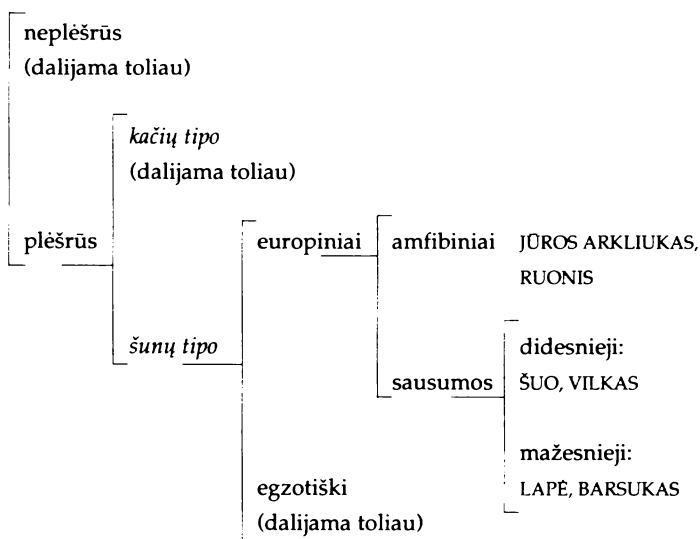 neplėšrūs
(dalijama toliau)
kačių tipo
(dalijama toliau)
plėšrūs
europiniai
amfibiniai
JŪROS ARKLIUKAS,
RUONIS
šunų tipo
didesnieji:
sausumos
ŠUO, VILKAS
mažesnieji:
egzotiški
LAPĖ, BARSUKAS
(dalijama toliau)